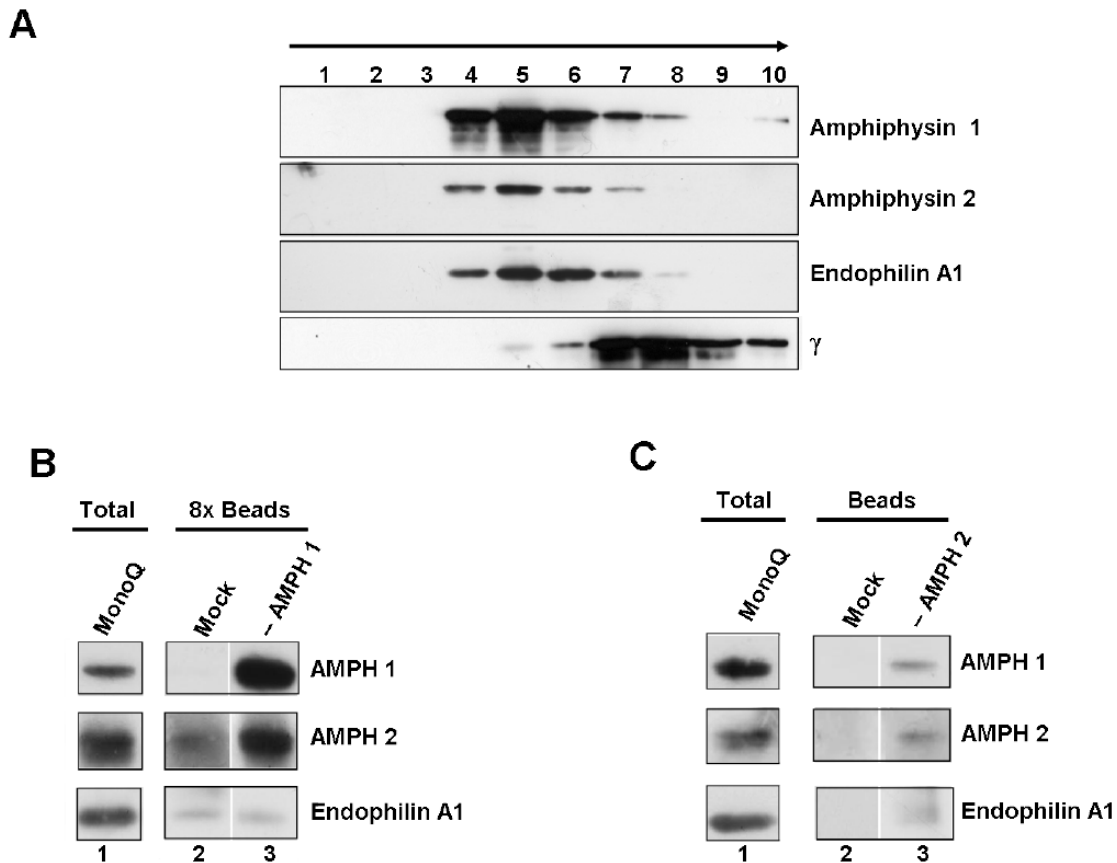 A
1 2 3 4 5 6 7 8 9 10
Amphiphysin 1
Amphiphysin 2
Endophilin A1
γ
B
Total 8x Beads
MonoQ Mock – AMPH 1
AMPH 1
AMPH 2
Endophilin A1
1 2 3
C
Total Beads
MonoQ Mock – AMPH 2
AMPH 1
AMPH 2
Endophilin A1
1 2 3